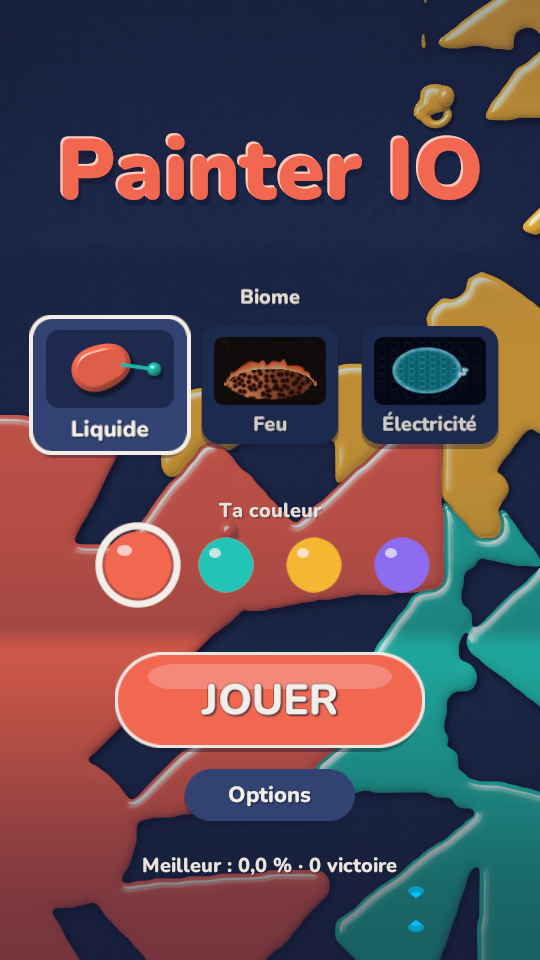 Painter IO
Biome
Liquide
Feu
Électricité
Ta couleur
JOUER
Options
Meilleur : 0,0 % · 0 victoire